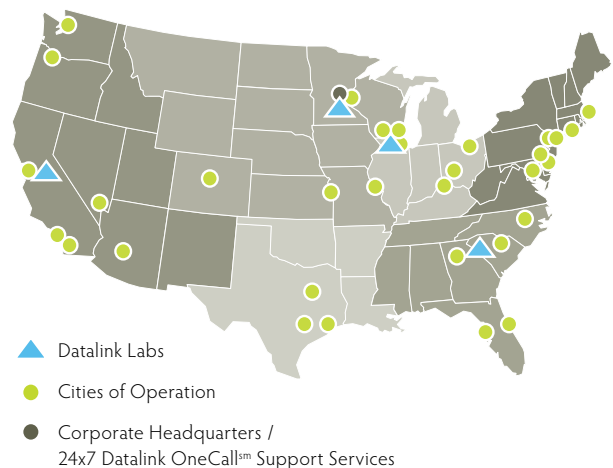 Datalink Labs
Cities of Operation
Corporate Headquarters /
24x7 Datalink OneCall℠ Support Services